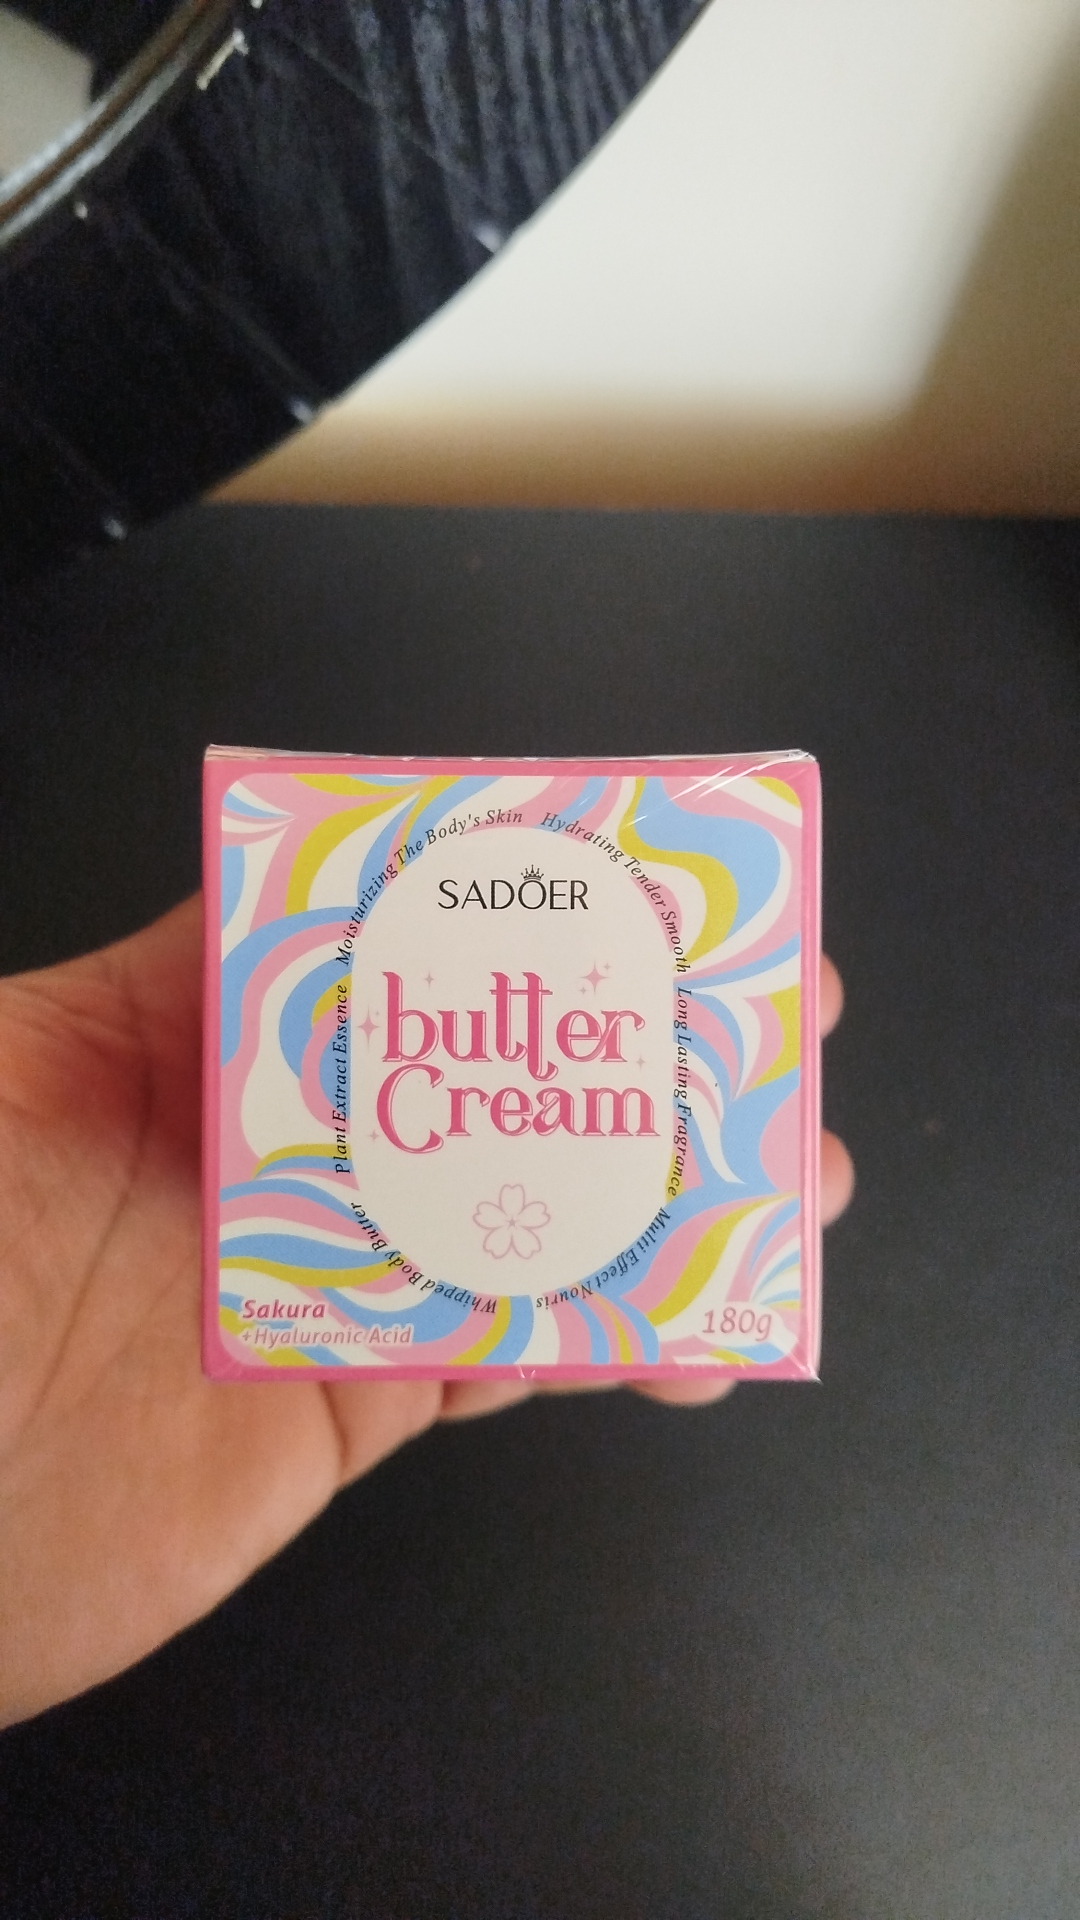 Moisturizing The Body's Skin
Hydrating Tender Smooth
Long Lasting Fragrance
Multi Effect Nouris
Whipped Body Butter
Plant Extract Essence
SADOER
butter
Cream
Sakura
+Hyaluronic Acid
180g